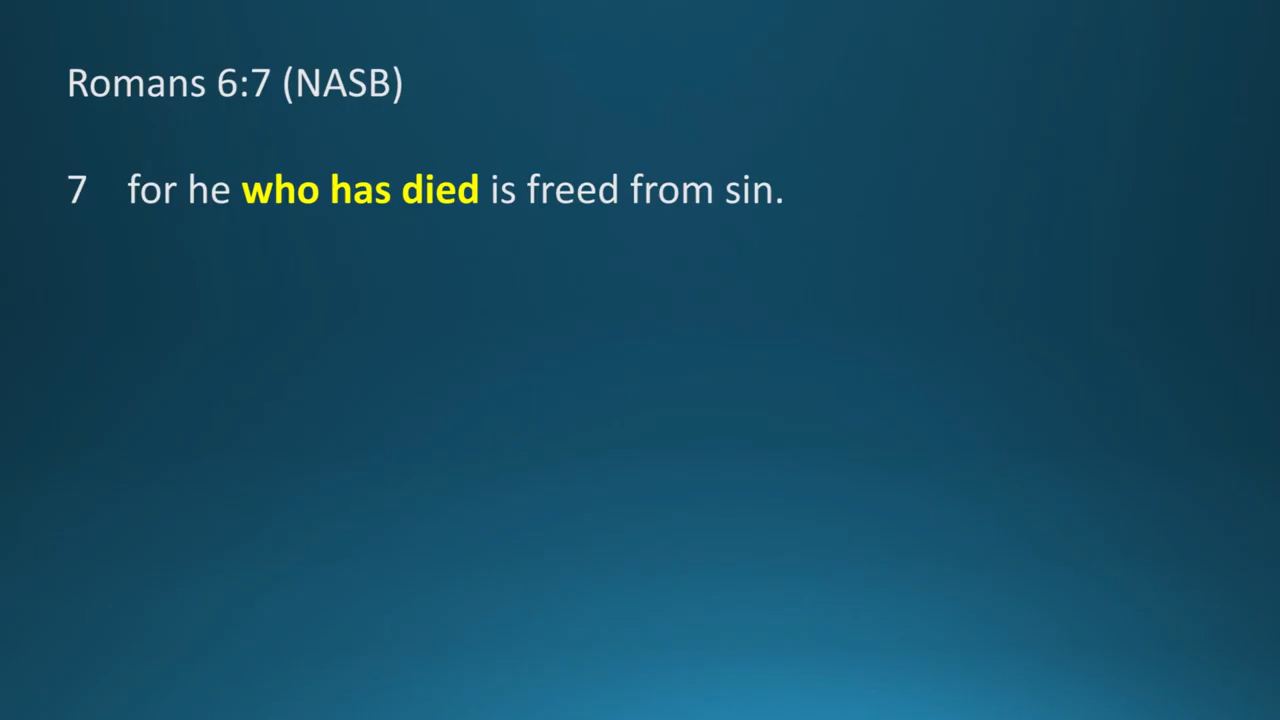 Romans 6:7 (NASB)
7 for he who has died is freed from sin.